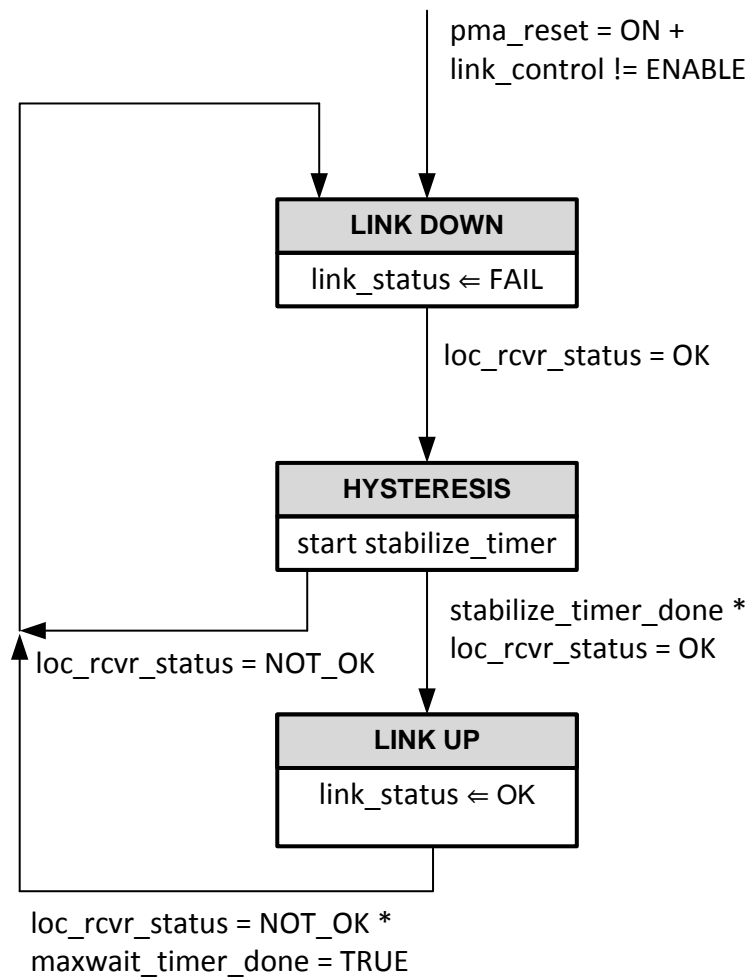 pma_reset = ON +
link_control != ENABLE
LINK DOWN
link_status ⇐ FAIL
loc_rcvr_status = OK
HYSTERESIS
start stabilize_timer
stabilize_timer_done *
loc_rcvr_status = OK
loc_rcvr_status = NOT_OK
LINK UP
link_status ⇐ OK
loc_rcvr_status = NOT_OK *
maxwait_timer_done = TRUE